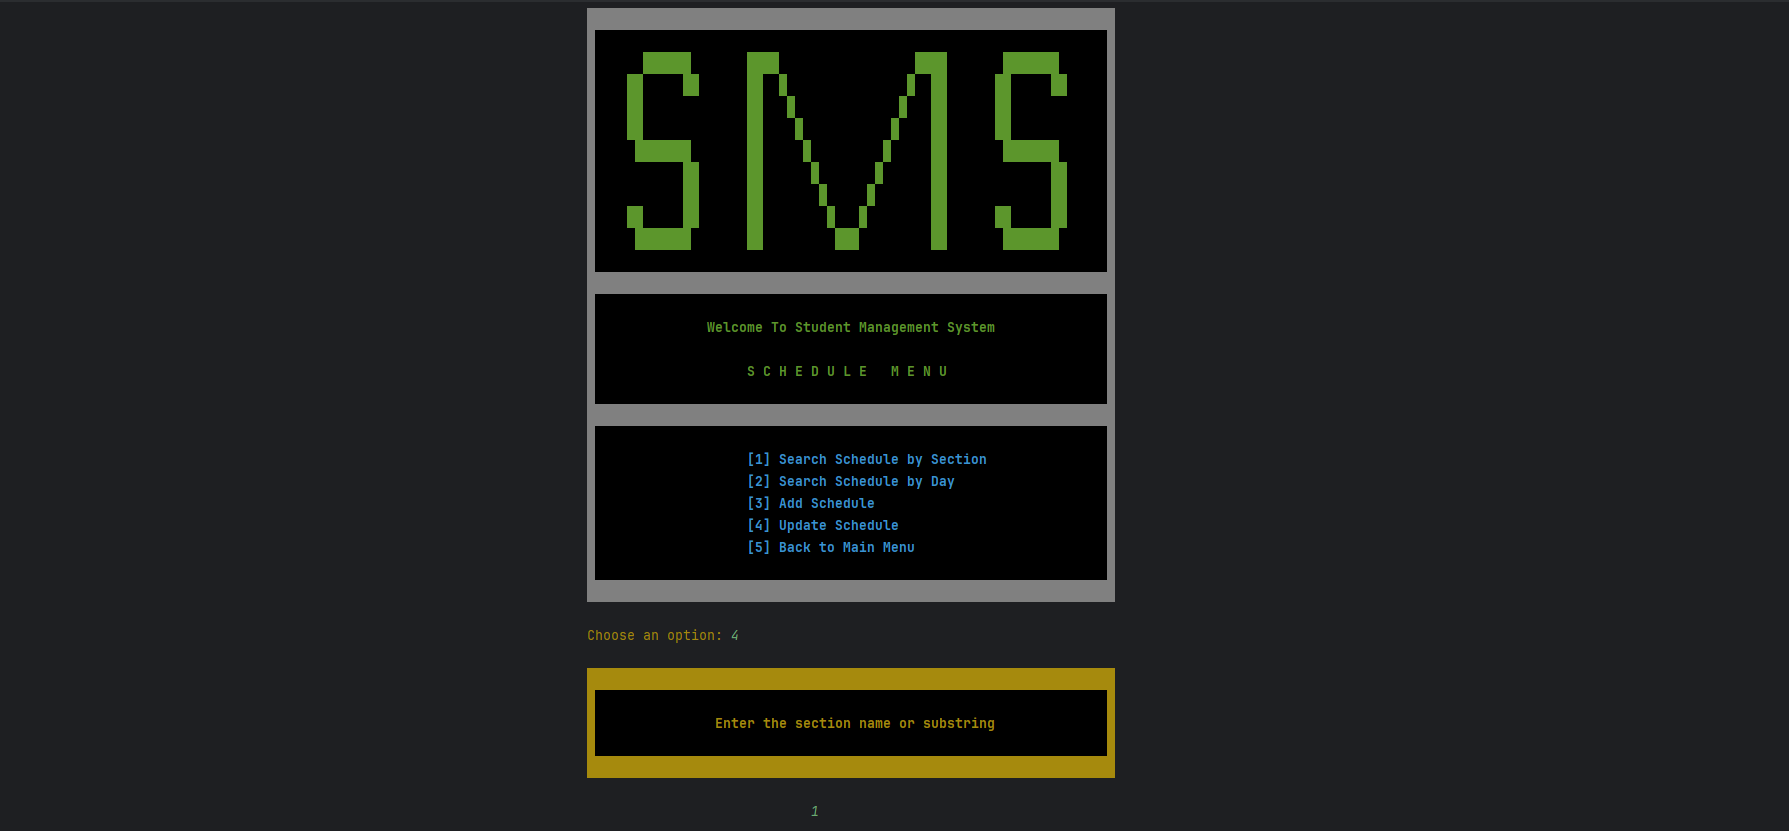 SMS
Welcome To Student Management System
S C H E D U L E   M E N U
[1] Search Schedule by Section
[2] Search Schedule by Day
[3] Add Schedule
[4] Update Schedule
[5] Back to Main Menu
Choose an option: 4
Enter the section name or substring
1